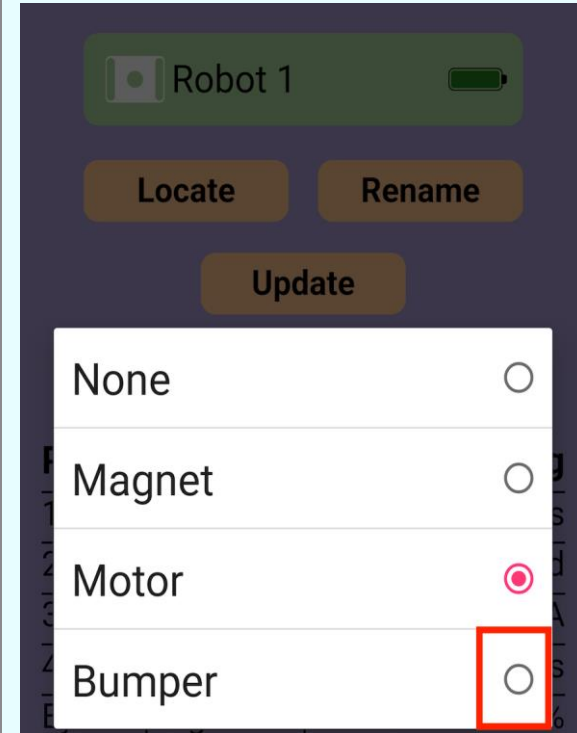 Robot 1
Locate
Rename
Update
None
Magnet
Motor
Bumper